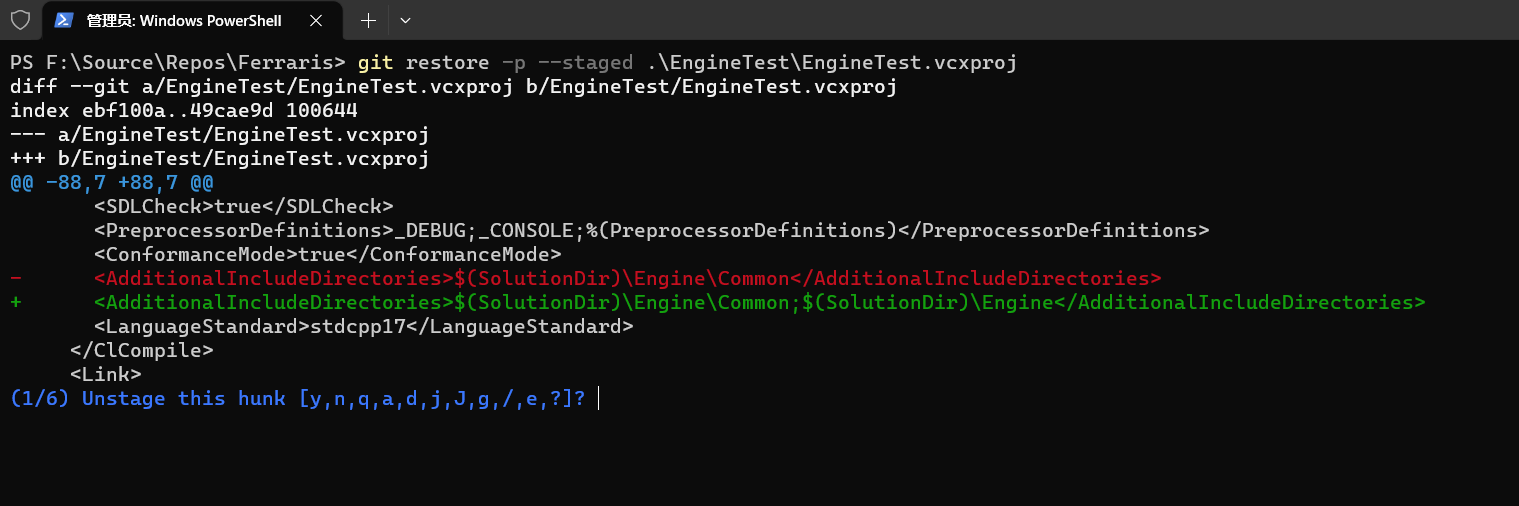 管理员: Windows PowerShell
PS F:\Source\Repos\Ferraris> git restore -p --staged .\EngineTest\EngineTest.vcxproj
diff --git a/EngineTest/EngineTest.vcxproj b/EngineTest/EngineTest.vcxproj
index ebf100a..49cae9d 100644
--- a/EngineTest/EngineTest.vcxproj
+++ b/EngineTest/EngineTest.vcxproj
@@ -88,7 +88,7 @@
       <SDLCheck>true</SDLCheck>
       <PreprocessorDefinitions>_DEBUG;_CONSOLE;%(PreprocessorDefinitions)</PreprocessorDefinitions>
       <ConformanceMode>true</ConformanceMode>
-      <AdditionalIncludeDirectories>$(SolutionDir)\Engine\Common</AdditionalIncludeDirectories>
+      <AdditionalIncludeDirectories>$(SolutionDir)\Engine\Common;$(SolutionDir)\Engine</AdditionalIncludeDirectories>
       <LanguageStandard>stdcpp17</LanguageStandard>
     </ClCompile>
     <Link>
(1/6) Unstage this hunk [y,n,q,a,d,j,J,g,/,e,?]?